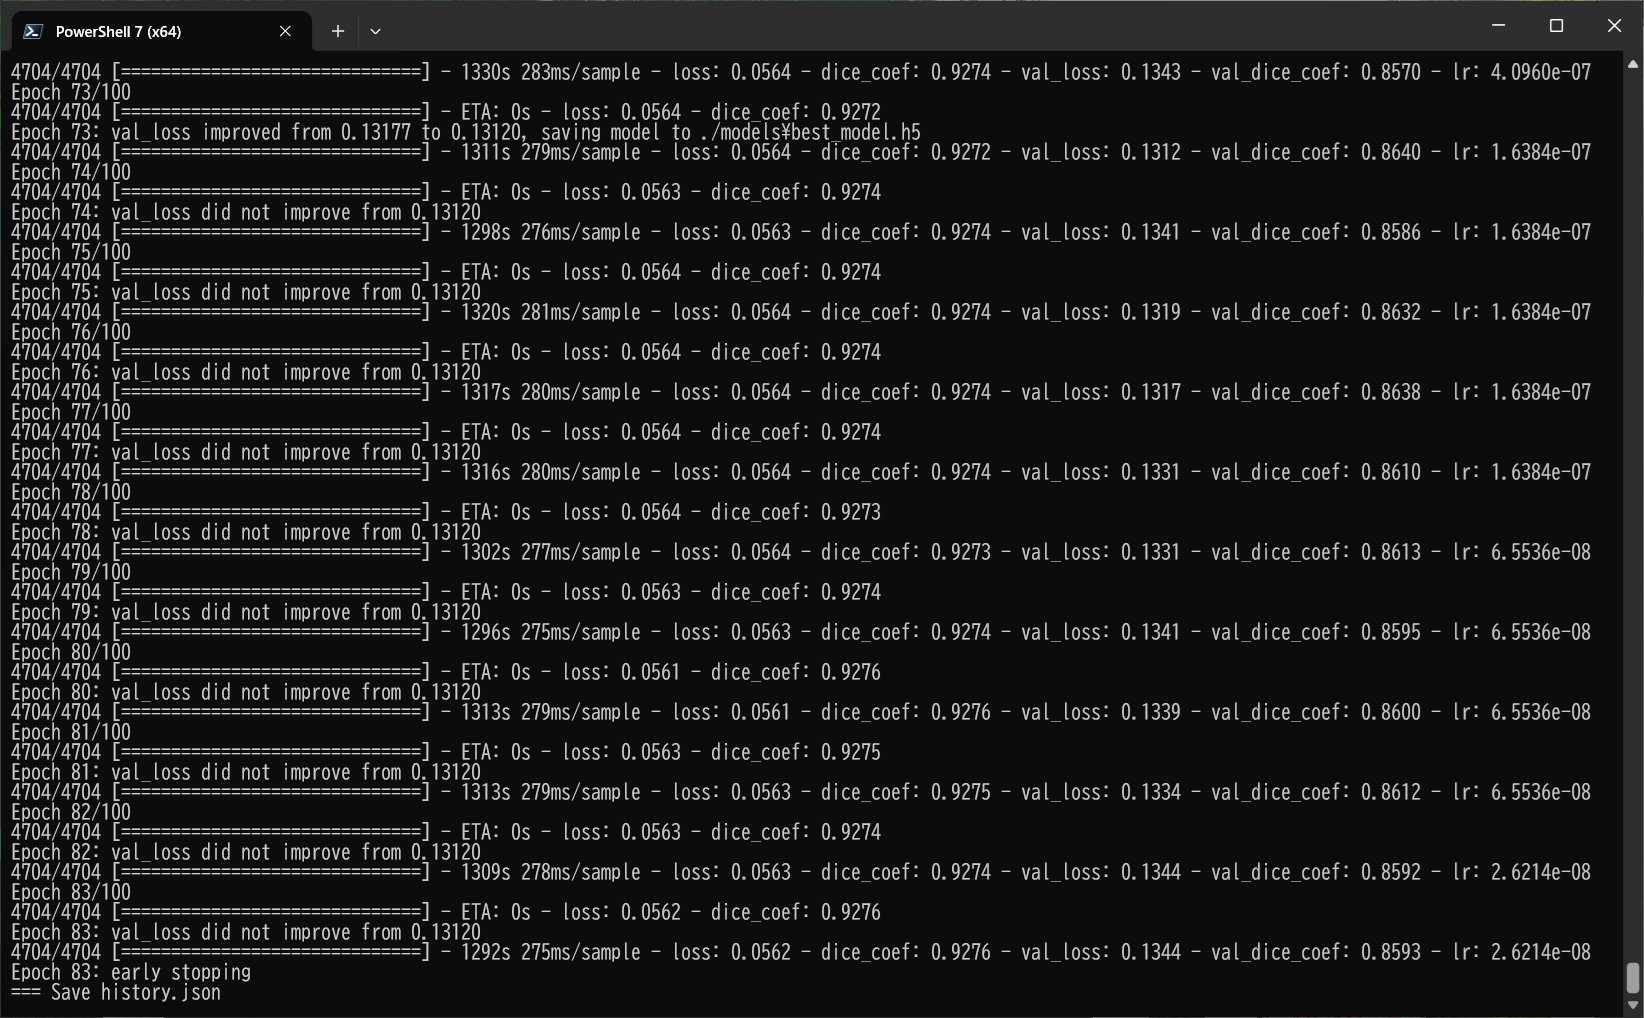 PowerShell 7 (x64)
4704/4704 [==============================] - 1330s 283ms/sample - loss: 0.0564 - dice_coef: 0.9274 - val_loss: 0.1343 - val_dice_coef: 0.8570 - lr: 4.0960e-07
Epoch 73/100
4704/4704 [==============================] - ETA: 0s - loss: 0.0564 - dice_coef: 0.9272
Epoch 73: val_loss improved from 0.13177 to 0.13120, saving model to ./models¥best_model.h5
4704/4704 [==============================] - 1311s 279ms/sample - loss: 0.0564 - dice_coef: 0.9272 - val_loss: 0.1312 - val_dice_coef: 0.8640 - lr: 1.6384e-07
Epoch 74/100
4704/4704 [==============================] - ETA: 0s - loss: 0.0563 - dice_coef: 0.9274
Epoch 74: val_loss did not improve from 0.13120
4704/4704 [==============================] - 1298s 276ms/sample - loss: 0.0563 - dice_coef: 0.9274 - val_loss: 0.1341 - val_dice_coef: 0.8586 - lr: 1.6384e-07
Epoch 75/100
4704/4704 [==============================] - ETA: 0s - loss: 0.0564 - dice_coef: 0.9274
Epoch 75: val_loss did not improve from 0.13120
4704/4704 [==============================] - 1320s 281ms/sample - loss: 0.0564 - dice_coef: 0.9274 - val_loss: 0.1319 - val_dice_coef: 0.8632 - lr: 1.6384e-07
Epoch 76/100
4704/4704 [==============================] - ETA: 0s - loss: 0.0564 - dice_coef: 0.9274
Epoch 76: val_loss did not improve from 0.13120
4704/4704 [==============================] - 1317s 280ms/sample - loss: 0.0564 - dice_coef: 0.9274 - val_loss: 0.1317 - val_dice_coef: 0.8638 - lr: 1.6384e-07
Epoch 77/100
4704/4704 [==============================] - ETA: 0s - loss: 0.0564 - dice_coef: 0.9274
Epoch 77: val_loss did not improve from 0.13120
4704/4704 [==============================] - 1316s 280ms/sample - loss: 0.0564 - dice_coef: 0.9274 - val_loss: 0.1331 - val_dice_coef: 0.8610 - lr: 1.6384e-07
Epoch 78/100
4704/4704 [==============================] - ETA: 0s - loss: 0.0564 - dice_coef: 0.9273
Epoch 78: val_loss did not improve from 0.13120
4704/4704 [==============================] - 1302s 277ms/sample - loss: 0.0564 - dice_coef: 0.9273 - val_loss: 0.1331 - val_dice_coef: 0.8613 - lr: 6.5536e-08
Epoch 79/100
4704/4704 [==============================] - ETA: 0s - loss: 0.0563 - dice_coef: 0.9274
Epoch 79: val_loss did not improve from 0.13120
4704/4704 [==============================] - 1296s 275ms/sample - loss: 0.0563 - dice_coef: 0.9274 - val_loss: 0.1341 - val_dice_coef: 0.8595 - lr: 6.5536e-08
Epoch 80/100
4704/4704 [==============================] - ETA: 0s - loss: 0.0561 - dice_coef: 0.9276
Epoch 80: val_loss did not improve from 0.13120
4704/4704 [==============================] - 1313s 279ms/sample - loss: 0.0561 - dice_coef: 0.9276 - val_loss: 0.1339 - val_dice_coef: 0.8600 - lr: 6.5536e-08
Epoch 81/100
4704/4704 [==============================] - ETA: 0s - loss: 0.0563 - dice_coef: 0.9275
Epoch 81: val_loss did not improve from 0.13120
4704/4704 [==============================] - 1313s 279ms/sample - loss: 0.0563 - dice_coef: 0.9275 - val_loss: 0.1334 - val_dice_coef: 0.8612 - lr: 6.5536e-08
Epoch 82/100
4704/4704 [==============================] - ETA: 0s - loss: 0.0563 - dice_coef: 0.9274
Epoch 82: val_loss did not improve from 0.13120
4704/4704 [==============================] - 1309s 278ms/sample - loss: 0.0563 - dice_coef: 0.9274 - val_loss: 0.1344 - val_dice_coef: 0.8592 - lr: 2.6214e-08
Epoch 83/100
4704/4704 [==============================] - ETA: 0s - loss: 0.0562 - dice_coef: 0.9276
Epoch 83: val_loss did not improve from 0.13120
4704/4704 [==============================] - 1292s 275ms/sample - loss: 0.0562 - dice_coef: 0.9276 - val_loss: 0.1344 - val_dice_coef: 0.8593 - lr: 2.6214e-08
Epoch 83: early stopping
=== Save history.json